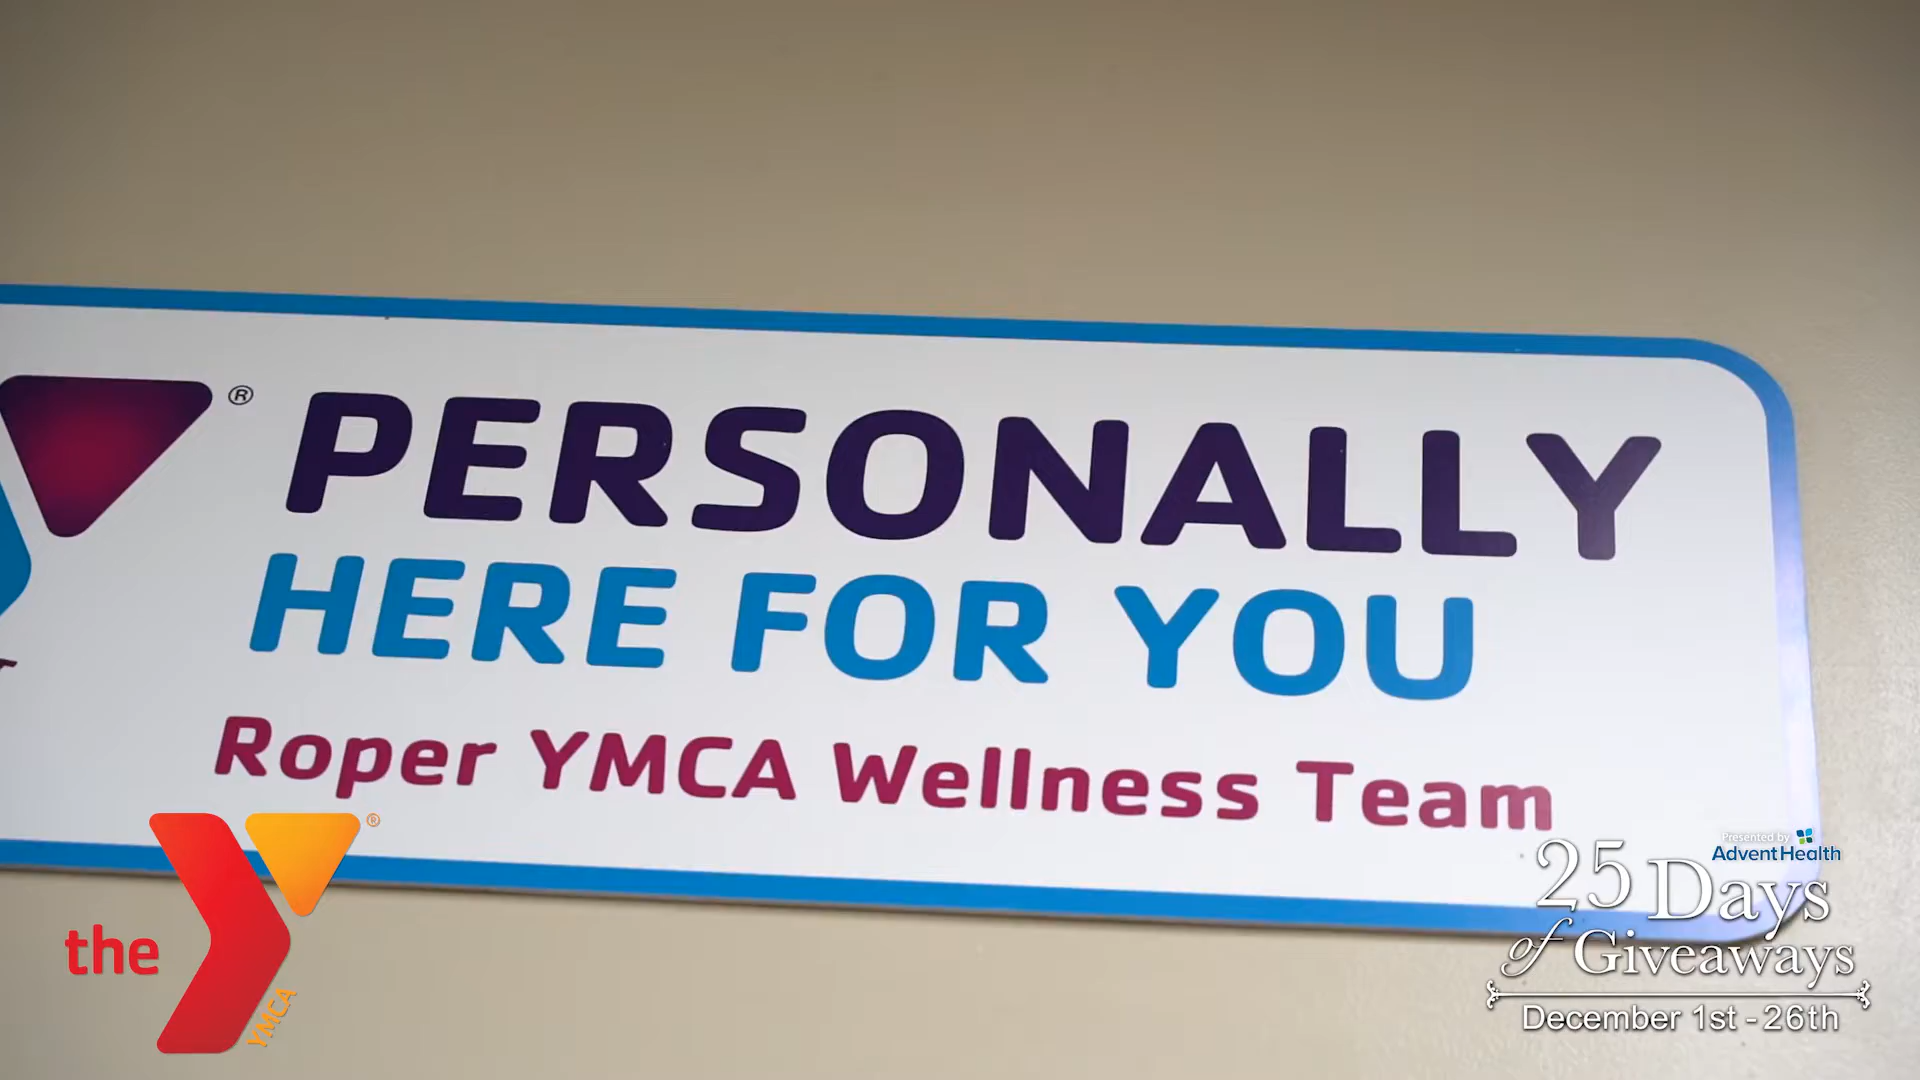 ®
PERSONALLY
HERE FOR YOU
Roper YMCA Wellness Team
the
YMCA
®
Presented by
AdventHealth
25 Days
of Giveaways
December 1st - 26th